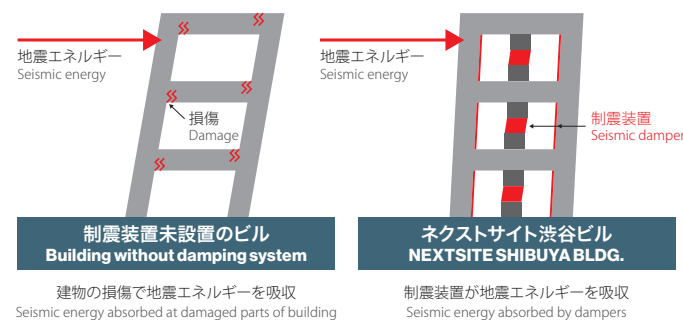 地震エネルギー
Seismic energy
損傷
Damage
制震装置未設置のビル
Building without damping system
建物の損傷で地震エネルギーを吸収
Seismic energy absorbed at damaged parts of building
地震エネルギー
Seismic energy
制震装置
Seismic damper
ネクストサイト渋谷ビル
NEXTSITE SHIBUYA BLDG.
制震装置が地震エネルギーを吸収
Seismic energy absorbed by dampers